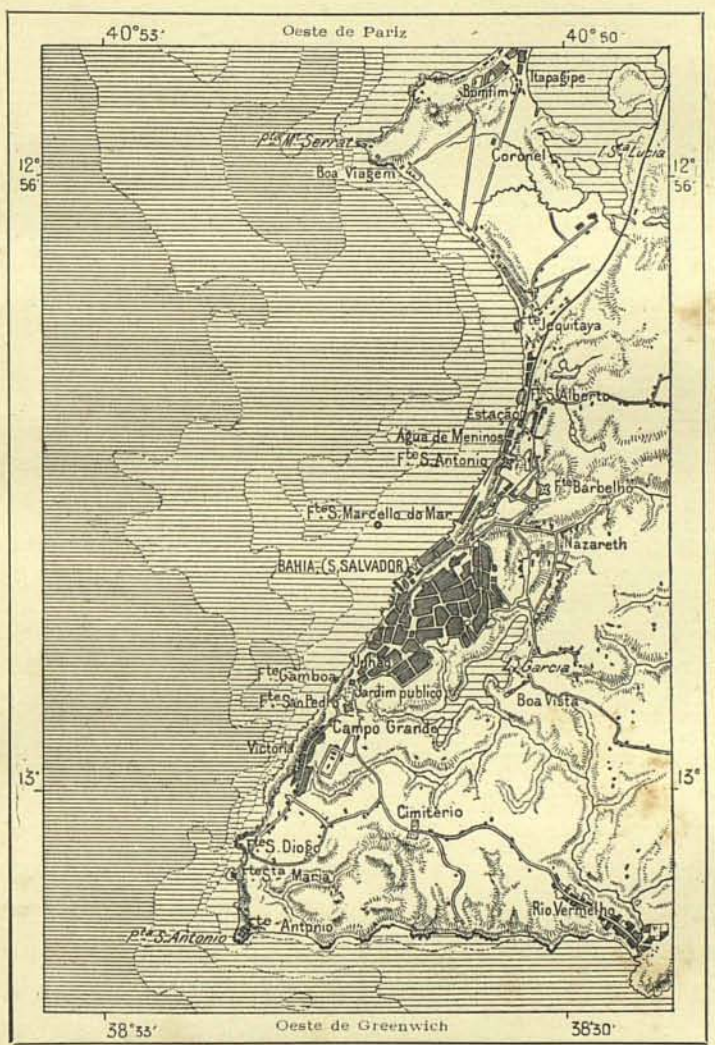 40°53'
Oeste de Pariz
40°50
Itapagipe
Bomfim
pta Mt Serrat
Coronel
I. Sta Lucia
12°
56'
12°
56
Boa Viagem
Fte Jequitaya
Fte S. Alberto
Estação
Agua de Meninos
Fte S. Antonio
Fte Barbelho
Fte S. Marcello do Mar
Nazareth
BAHIA, (S. SALVADOR)
Garcia
Fte Gamboa
Jardim publico
Boa Vista
Fte San Pedro
Campo Grande
Victoria
13°
13°
Cimitério
Fte S. Diogo
Fte Sta Maria
Rio Vermelho
Fte Antonio
pta S. Antonio
38°33'
Oeste de Greenwich
38°30'